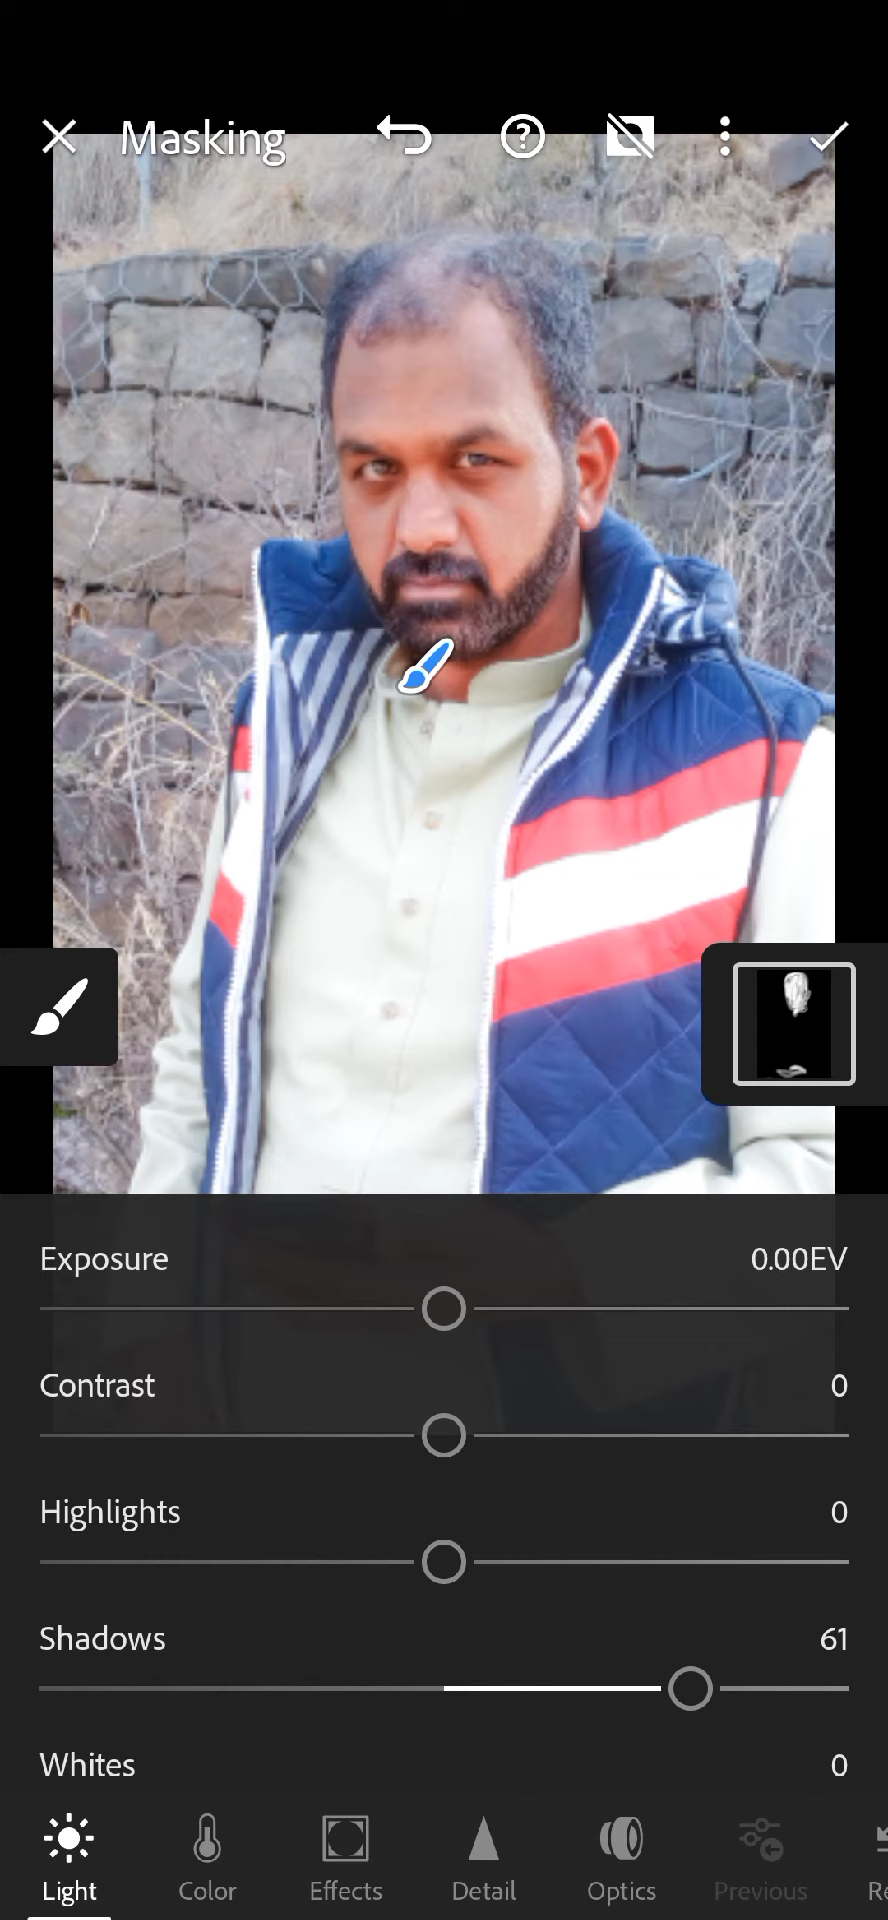 Masking
Exposure 0.00EV
Contrast 0
Highlights 0
Shadows 61
Whites 0
Light Color Effects Detail Optics Previous